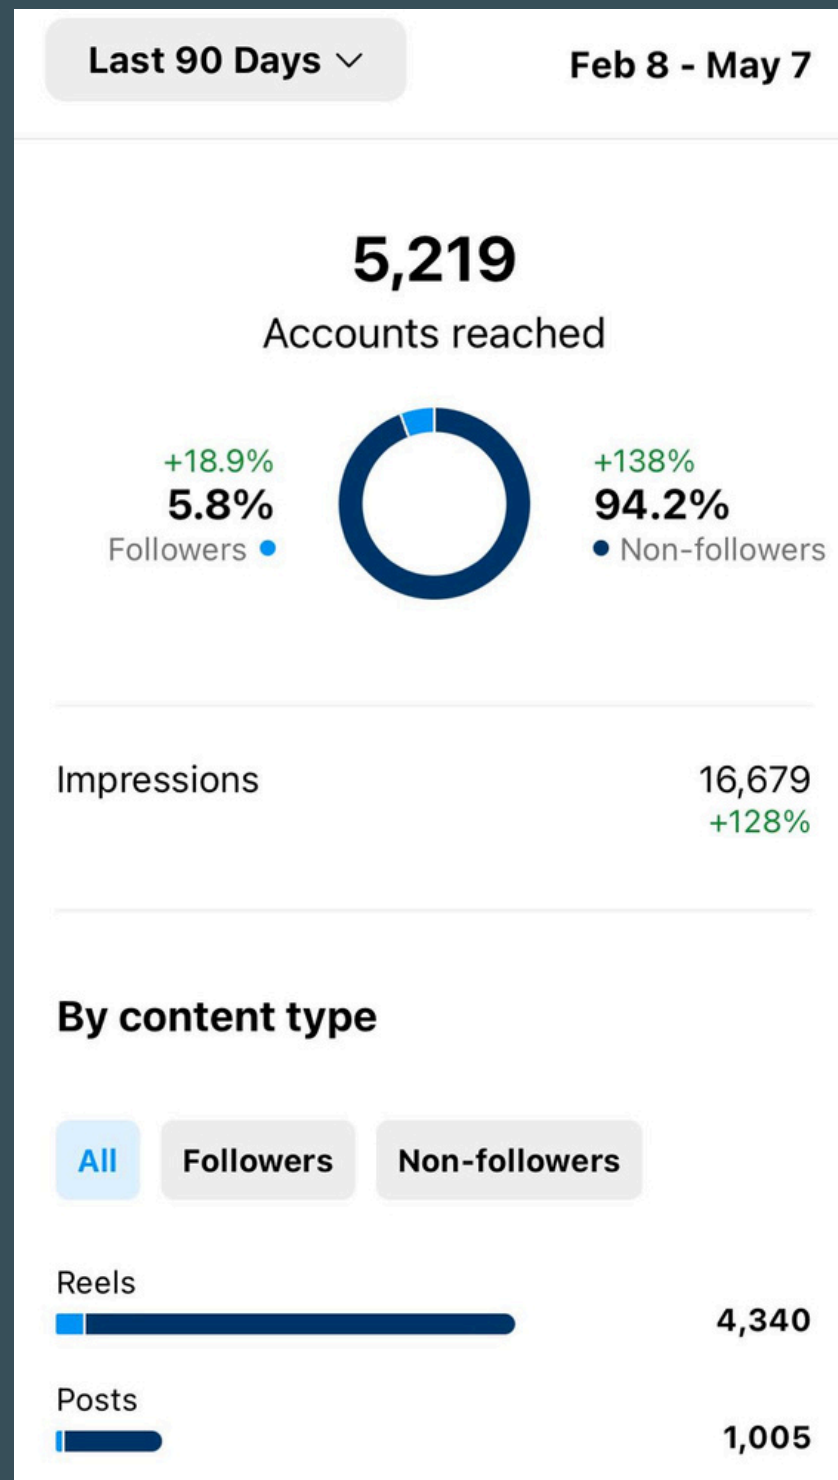 Last 90 Days
Feb 8 - May 7
5,219
Accounts reached
+18.9%
5.8%
Followers
+138%
94.2%
Non-followers
Impressions
16,679
+128%
By content type
All
Followers
Non-followers
Reels
4,340
Posts
1,005